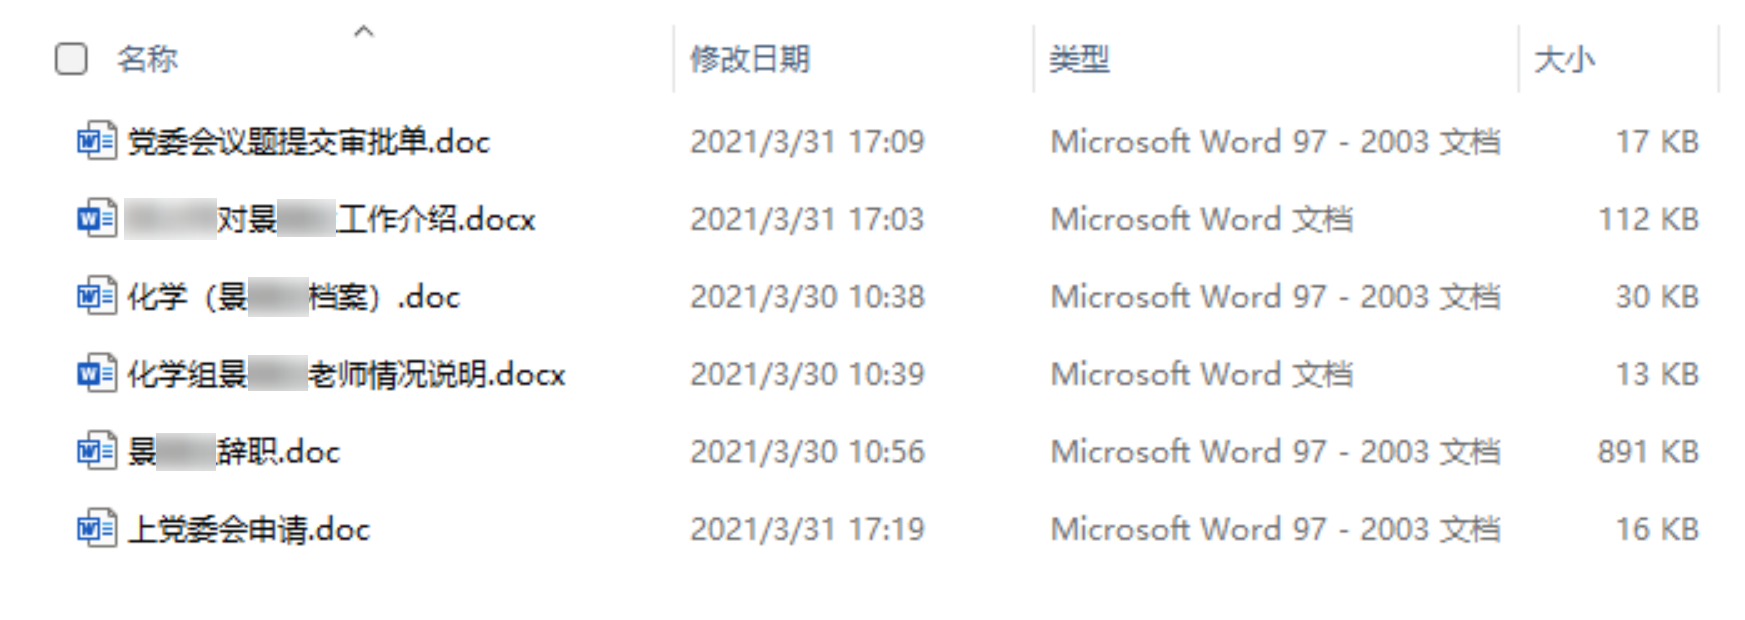 名称 修改日期 类型 大小
党委会议题提交审批单.doc 2021/3/31 17:09 Microsoft Word 97 - 2003 文档 17 KB
对景 工作介绍.docx 2021/3/31 17:03 Microsoft Word 文档 112 KB
化学（景 档案）.doc 2021/3/30 10:38 Microsoft Word 97 - 2003 文档 30 KB
化学组景 老师情况说明.docx 2021/3/30 10:39 Microsoft Word 文档 13 KB
景 辞职.doc 2021/3/30 10:56 Microsoft Word 97 - 2003 文档 891 KB
上党委会申请.doc 2021/3/31 17:19 Microsoft Word 97 - 2003 文档 16 KB